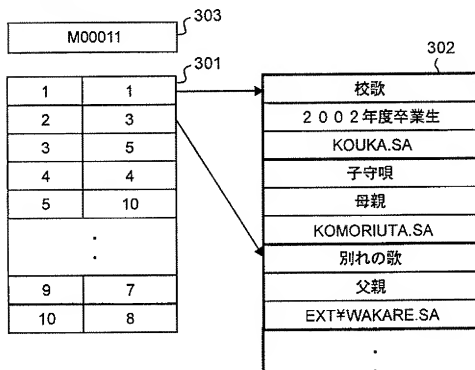 303
M00011
301
302
1 1
2 3
3 5
4 4
5 10
.
.
9 7
10 8
校歌
2002年度卒業生
KOUKA.SA
子守唄
母親
KOMORIUTA.SA
別れの歌
父親
EXT¥WAKARE.SA
.